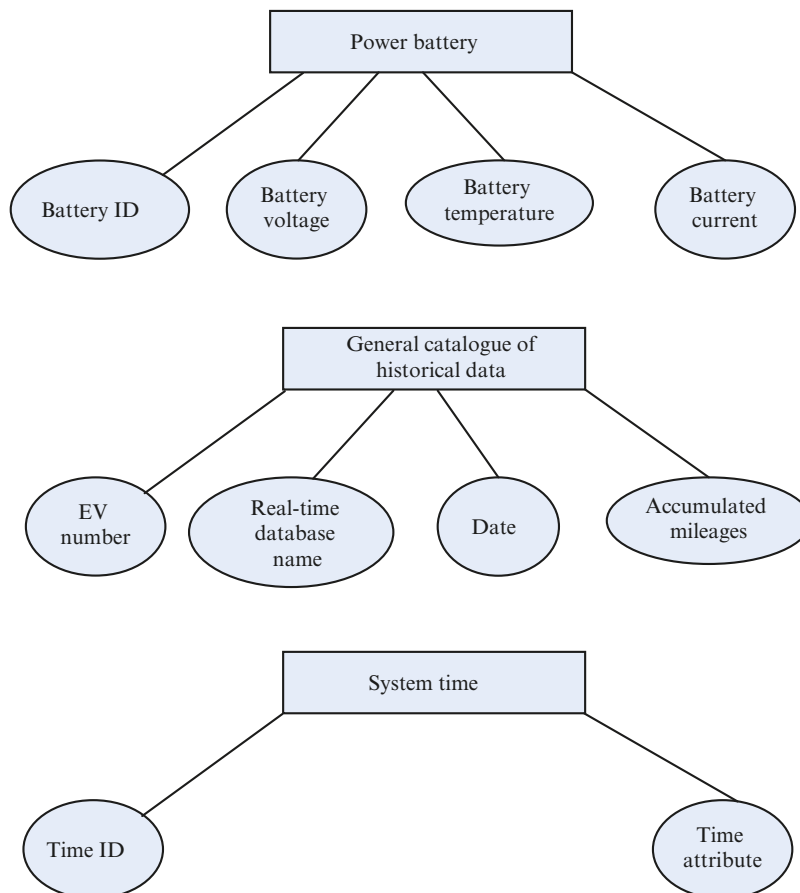 Power battery
Battery ID
Battery
voltage
Battery
temperature
Battery
current
General catalogue of
historical data
EV
number
Real-time
database
name
Date
Accumulated
mileages
System time
Time ID
Time
attribute